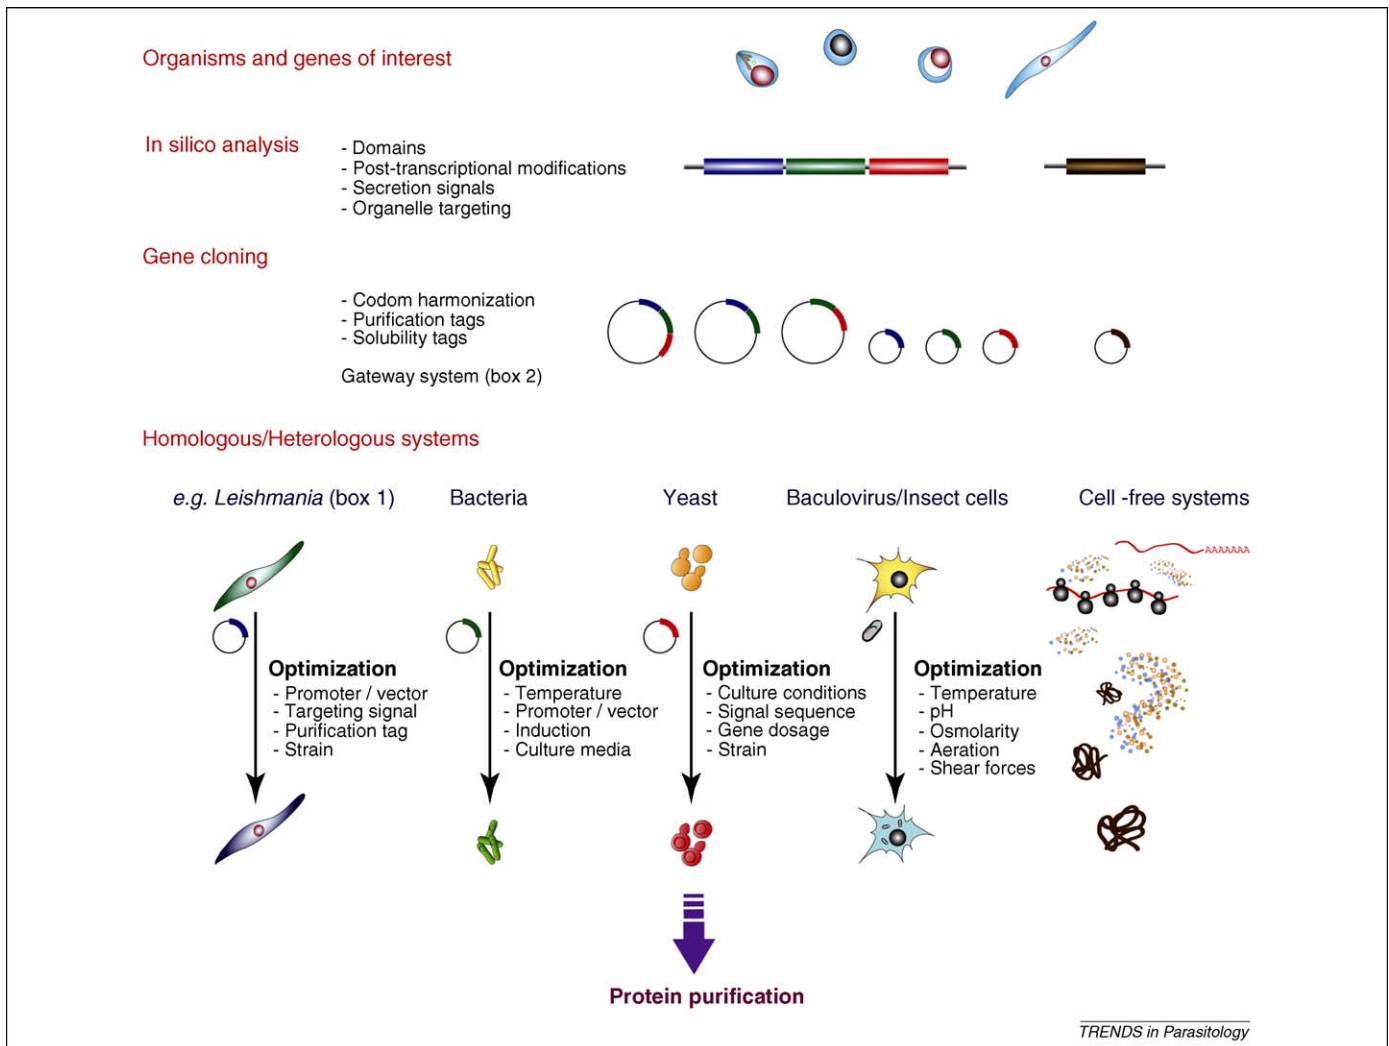 Organisms and genes of interest
In silico analysis
- Domains
- Post-transcriptional modifications
- Secretion signals
- Organelle targeting
Gene cloning
- Codom harmonization
- Purification tags
- Solubility tags
Gateway system (box 2)
Homologous/Heterologous systems
e.g. Leishmania (box 1)
Bacteria
Yeast
Baculovirus/Insect cells
Cell -free systems
AAAAAAA
Optimization
- Promoter / vector
- Targeting signal
- Purification tag
- Strain
Optimization
- Temperature
- Promoter / vector
- Induction
- Culture media
Optimization
- Culture conditions
- Signal sequence
- Gene dosage
- Strain
Optimization
- Temperature
- pH
- Osmolarity
- Aeration
- Shear forces
Protein purification
TRENDS in Parasitology